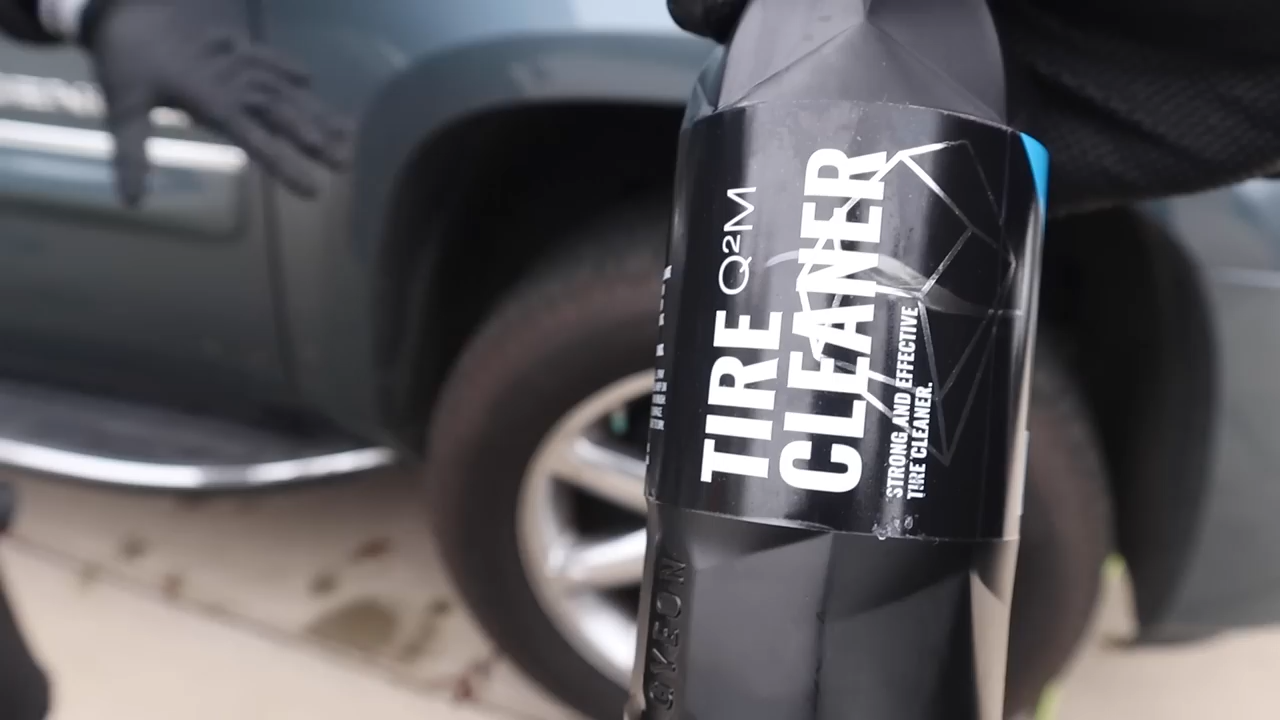 TIRE Q²M
CLEANER
STRONG AND EFFECTIVE
TIRE CLEANER.
GYEON